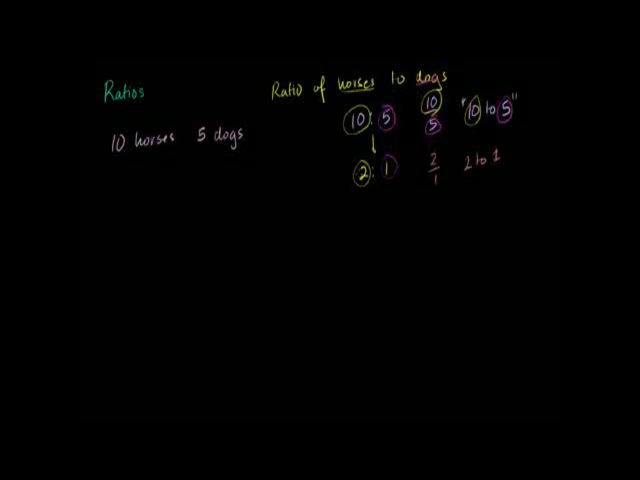 Ratios
10 horses 5 dogs
Ratio of horses to dogs
10:5 10/5 "10 to 5"
2:1 2/1 2 to 1